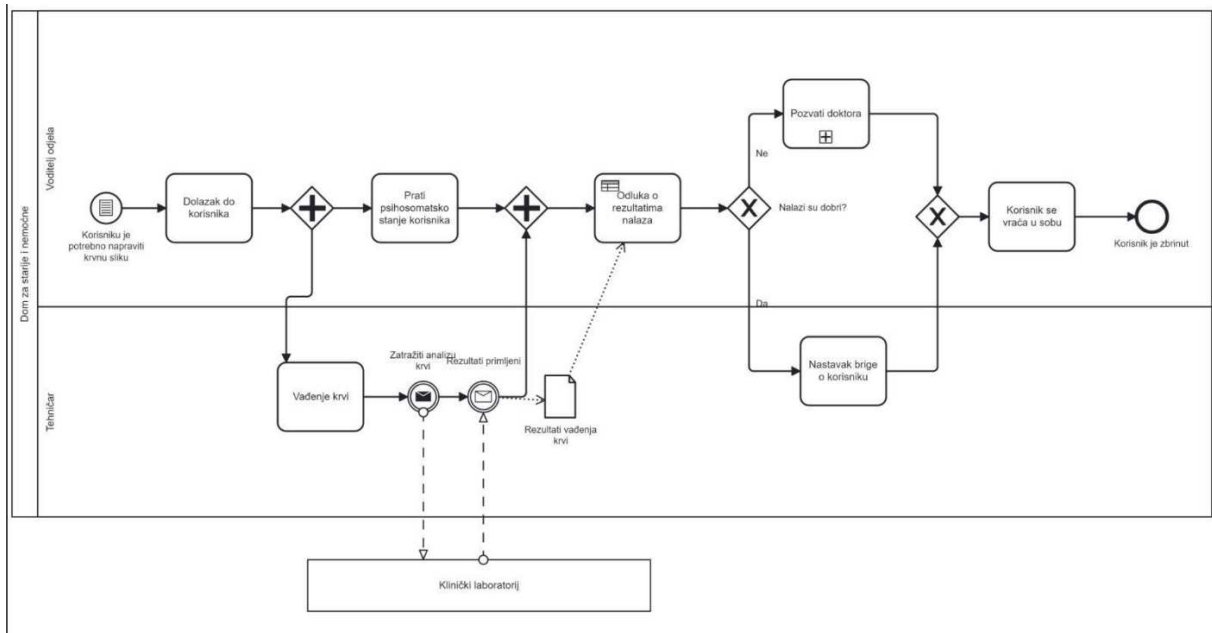 Dom za starije i nemoćne
Voditelj odjela
Korisniku je
potrebno napraviti
krvnu sliku
Dolazak do
korisnika
Prati
psihosomatsko
stanje korisnika
Odluka o
rezultatima
nalaza
Ne
Nalazi su dobri?
Da
Pozvati doktora
Korisnik se
vraća u sobu
Korisnik je zbrinut
Tehničar
Vađenje krvi
Zatražiti analizu
krvi
Rezultati primljeni
Rezultati vađenja
krvi
Nastavak brige
o korisniku
Klinički laboratorij